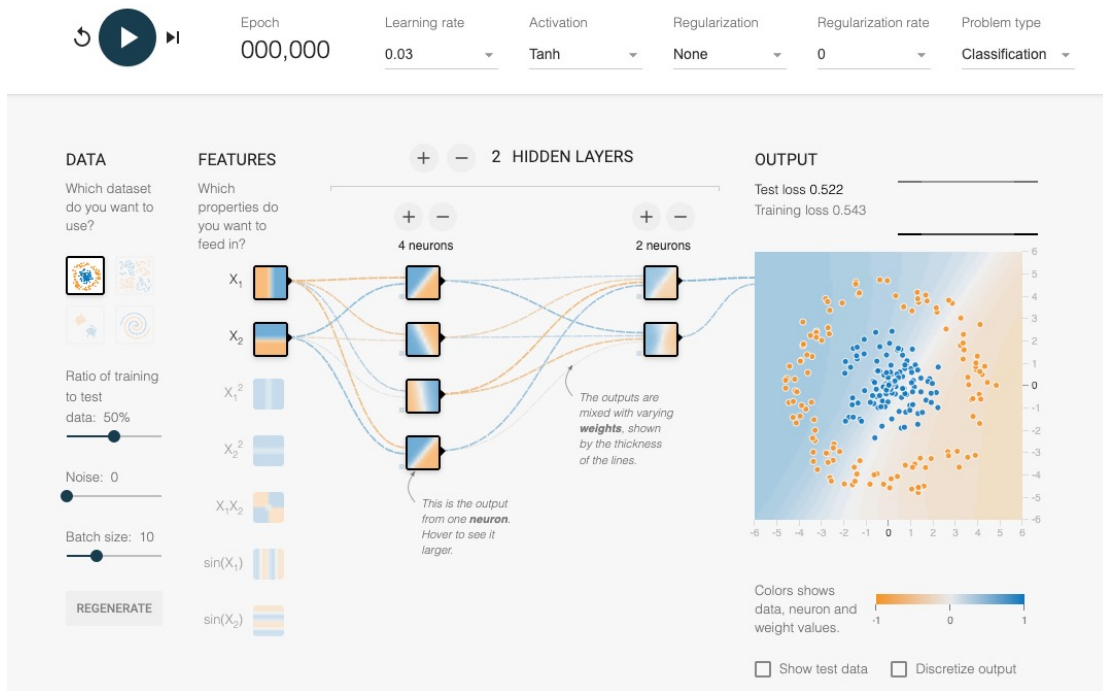 Epoch
000,000
Learning rate
0.03
Activation
Tanh
Regularization
None
Regularization rate
0
Problem type
Classification
DATA
Which dataset
do you want to
use?
Ratio of training
to test
data: 50%
Noise: 0
Batch size: 10
REGENERATE
FEATURES
Which
properties do
you want to
feed in?
X₁
X₂
X₁²
X₂²
X₁X₂
sin(X₁)
sin(X₂)
+ − 2 HIDDEN LAYERS
+ −
4 neurons
+ −
2 neurons
The outputs are
mixed with varying
weights, shown
by the thickness
of the lines.
This is the output
from one neuron.
Hover to see it
larger.
OUTPUT
Test loss 0.522
Training loss 0.543
6
5
4
3
2
1
0
-1
-2
-3
-4
-5
-6
-6 -5 -4 -3 -2 -1 0 1 2 3 4 5 6
Colors shows
data, neuron and
weight values.
-1 0 1
Show test data
Discretize output